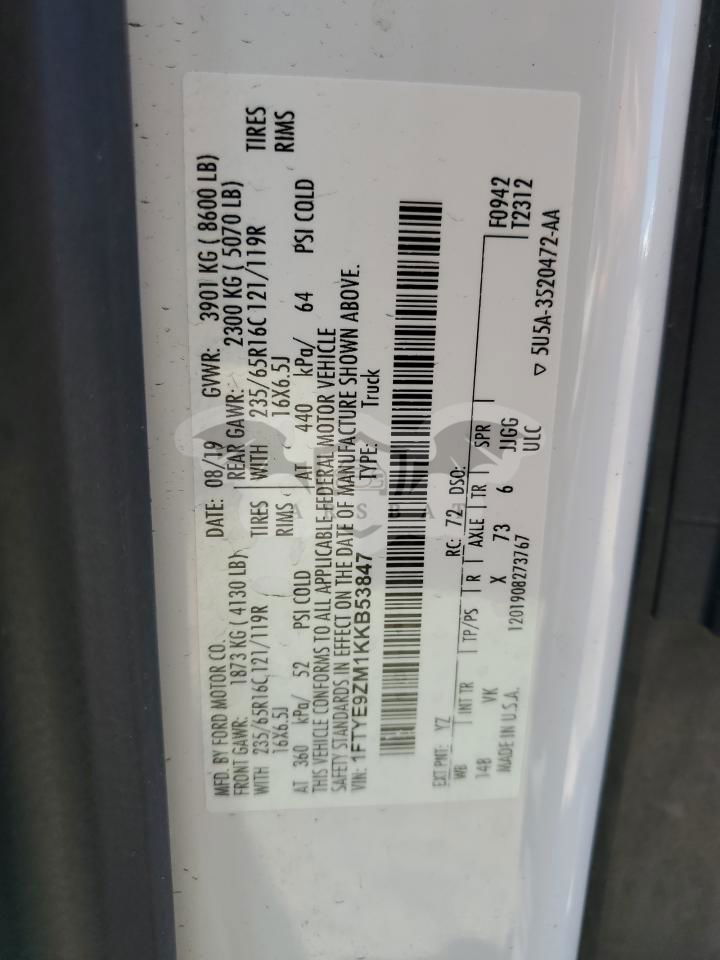 MFD. BY FORD MOTOR CO. DATE: 08/19 GVWR: 3901 KG ( 8600 LB)
FRONT GAWR: 1873 KG ( 4130 LB) REAR GAWR: 2300 KG ( 5070 LB)
WITH 235/65R16C 121/119R TIRES WITH 235/65R16C 121/119R TIRES
16X6.5J RIMS 16X6.5J RIMS
AT 360 kPa/ 52 PSI COLD AT 440 kPa/ 64 PSI COLD
THIS VEHICLE CONFORMS TO ALL APPLICABLE FEDERAL MOTOR VEHICLE
SAFETY STANDARDS IN EFFECT ON THE DATE OF MANUFACTURE SHOWN ABOVE.
VIN: 1FTYE9ZM1KKB53847 TYPE: Truck
EXT PNT: YZ RC: 72 DSO:
WB INT TR TP/PS R AXLE TR SPR F0942
148 VK X 73 6 JJGG T2312
MADE IN U.S.A. 1201908273767 ULC
▽ 5U5A-3520472-AA